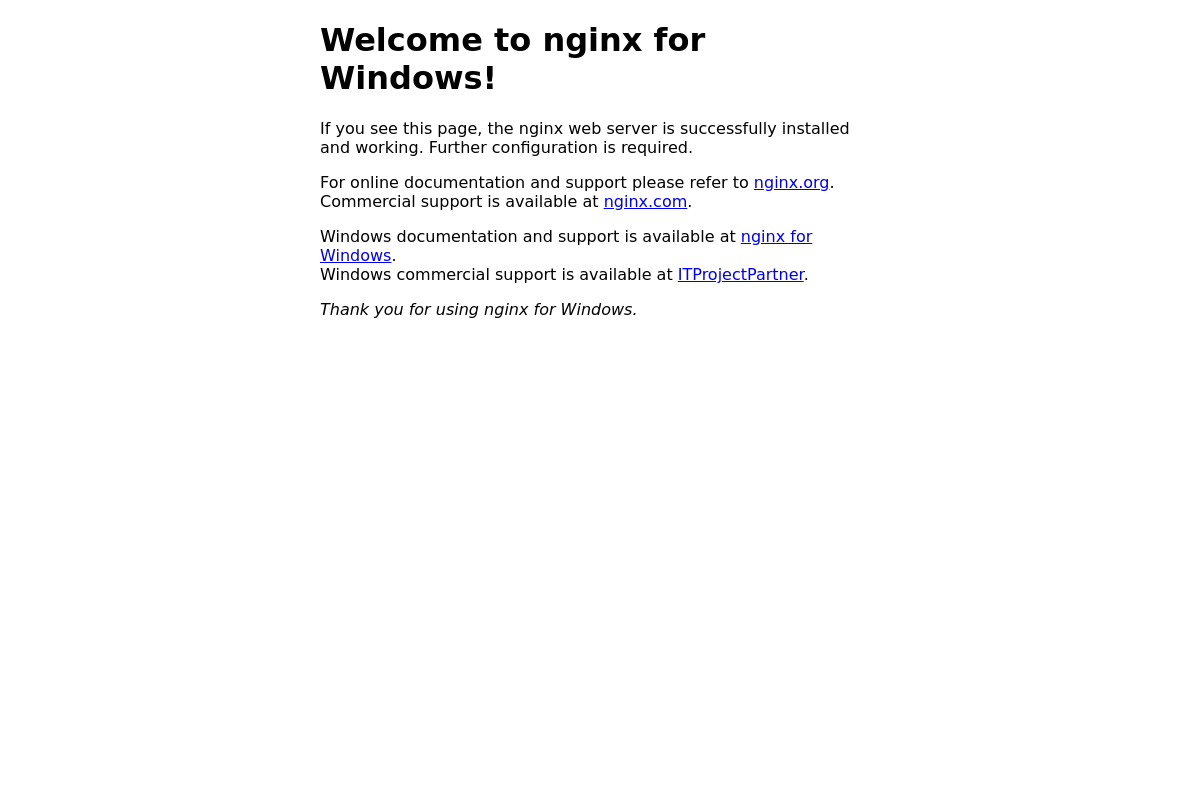 Welcome to nginx for
Windows!
If you see this page, the nginx web server is successfully installed
and working. Further configuration is required.
For online documentation and support please refer to nginx.org.
Commercial support is available at nginx.com.
Windows documentation and support is available at nginx for
Windows.
Windows commercial support is available at ITProjectPartner.
Thank you for using nginx for Windows.